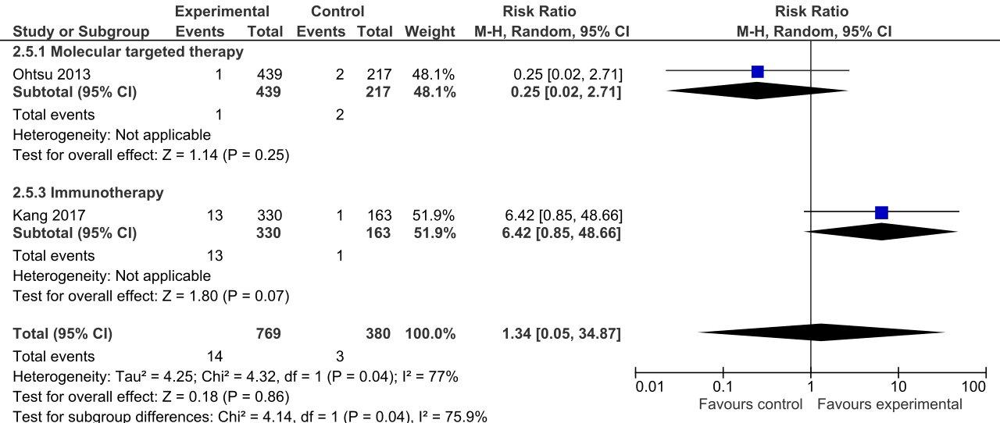 Experimental Control Risk Ratio Risk Ratio
Study or Subgroup Events Total Events Total Weight M-H, Random, 95% CI M-H, Random, 95% CI
2.5.1 Molecular targeted therapy
Ohtsu 2013 1 439 2 217 48.1% 0.25 [0.02, 2.71]
Subtotal (95% CI) 439 217 48.1% 0.25 [0.02, 2.71]
Total events 1 2
Heterogeneity: Not applicable
Test for overall effect: Z = 1.14 (P = 0.25)
2.5.3 Immunotherapy
Kang 2017 13 330 1 163 51.9% 6.42 [0.85, 48.66]
Subtotal (95% CI) 330 163 51.9% 6.42 [0.85, 48.66]
Total events 13 1
Heterogeneity: Not applicable
Test for overall effect: Z = 1.80 (P = 0.07)
Total (95% CI) 769 380 100.0% 1.34 [0.05, 34.87]
Total events 14 3
Heterogeneity: Tau² = 4.25; Chi² = 4.32, df = 1 (P = 0.04); I² = 77%
Test for overall effect: Z = 0.18 (P = 0.86)
Test for subgroup differences: Chi² = 4.14, df = 1 (P = 0.04), I² = 75.9%
0.01 0.1 1 10 100
Favours control Favours experimental